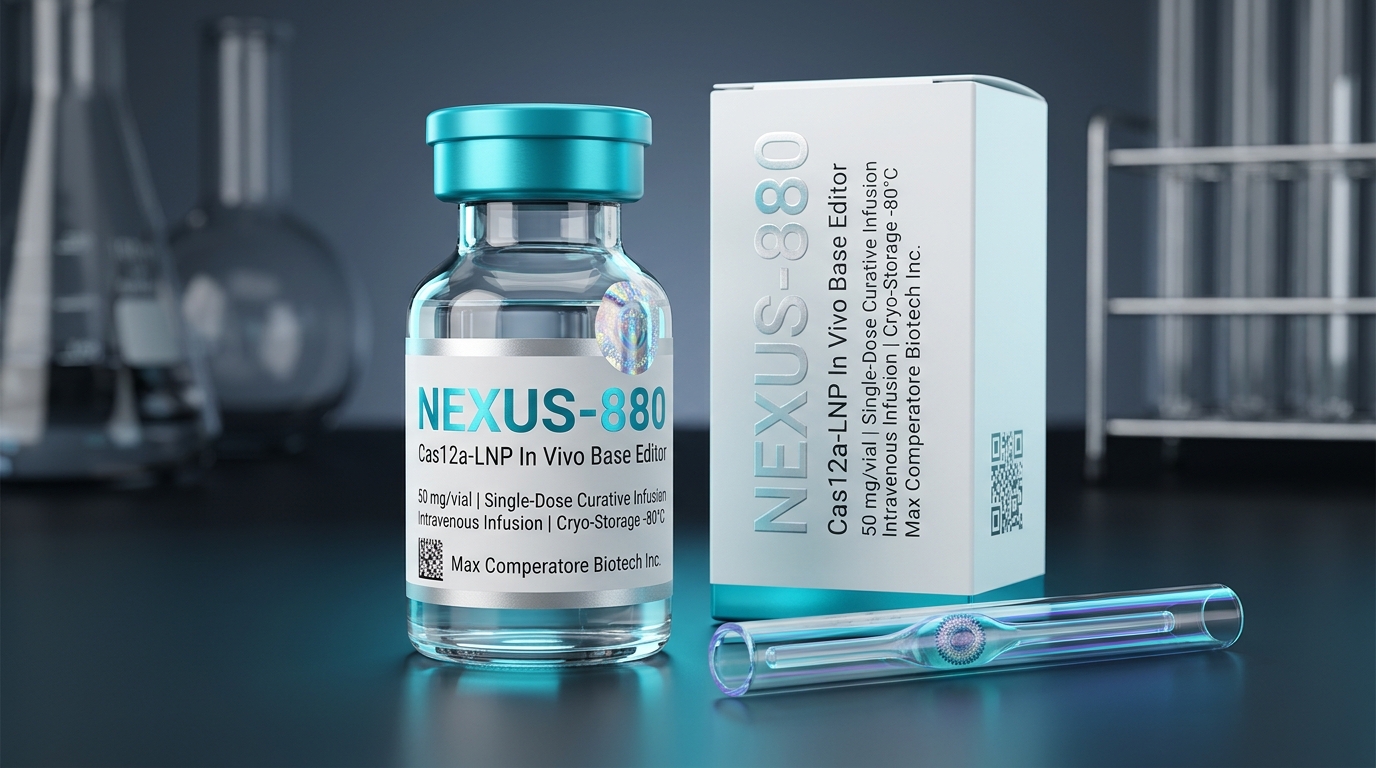 NEXUS-880
Cas12a-LNP In Vivo Base Editor
50 mg/vial | Single-Dose Curative Infusion
Intravenous Infusion | Cryo-Storage -80°C
Max Comperatore Biotech Inc.
NEXUS-880
Cas12a-LNP In Vivo Base Editor
50 mg/vial | Single-Dose Curative Infusion
Intravenous Infusion | Cryo-Storage -80°C
Max Comperatore Biotech Inc.